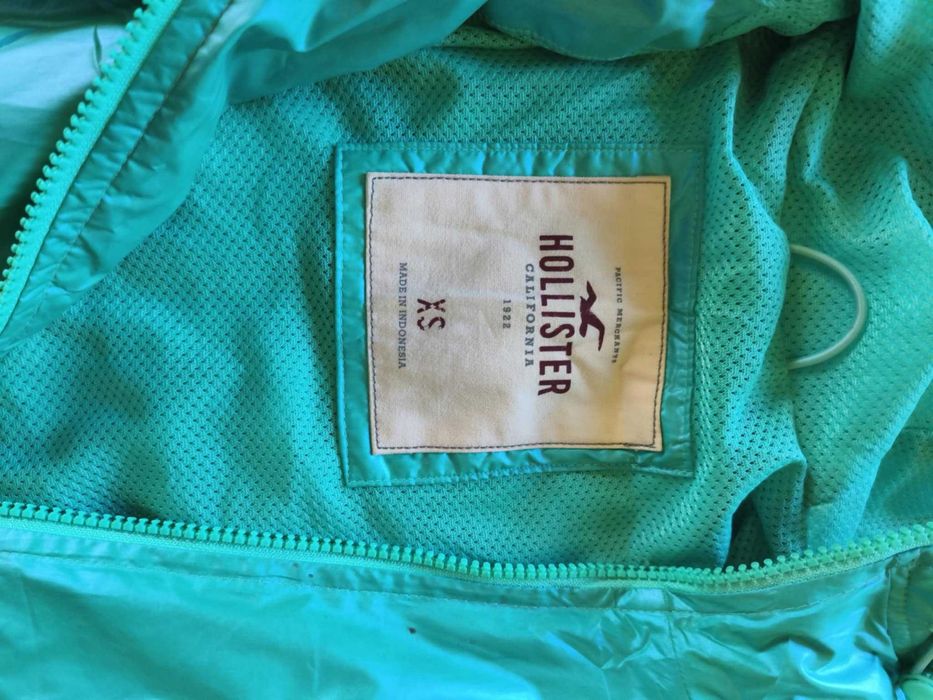 PACIFIC MERCHANTS
HOLLISTER
CALIFORNIA
1922
XS
MADE IN INDONESIA